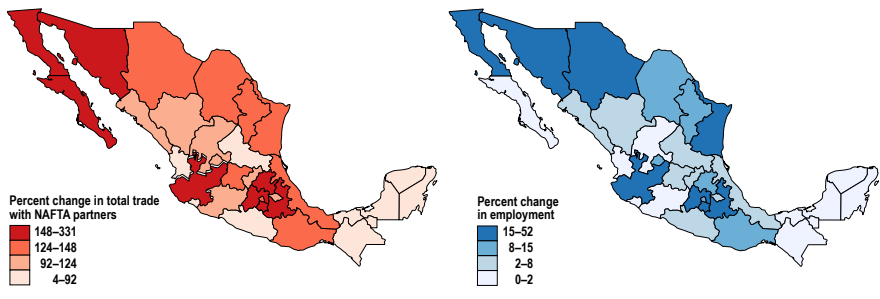 Percent change in total trade
with NAFTA partners
148–331
124–148
92–124
4–92
Percent change
in employment
15–52
8–15
2–8
0–2